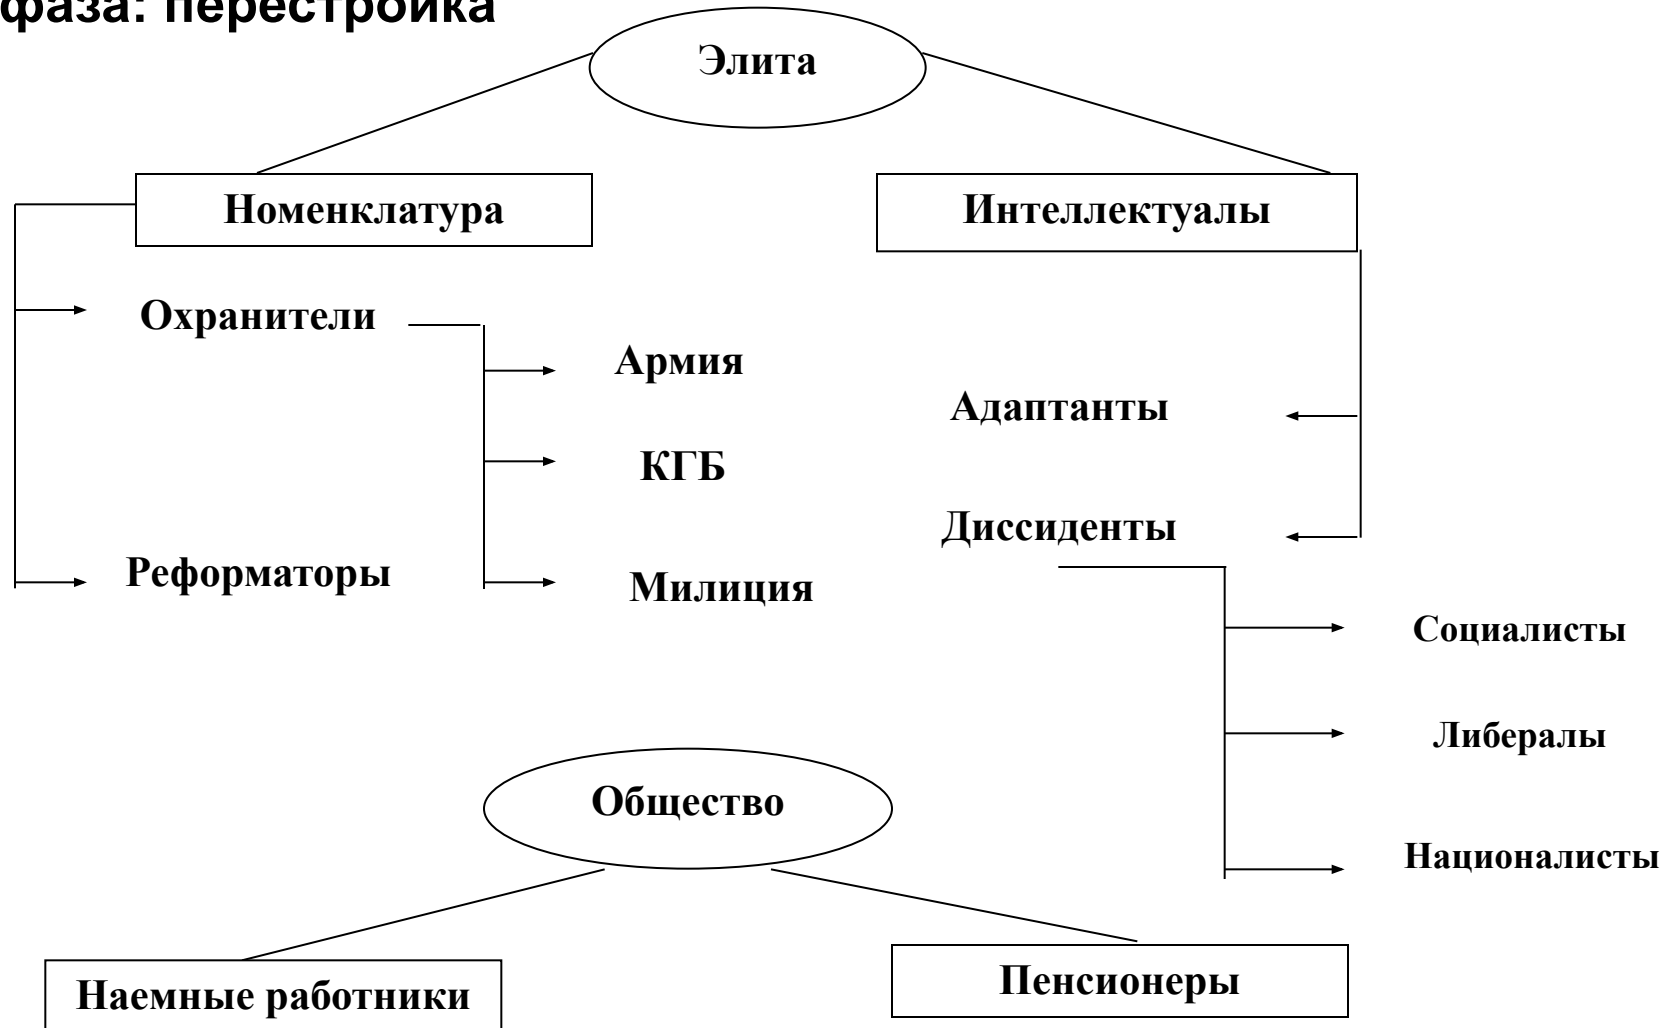 фаза: перестройка
Элита
Номенклатура
Интеллектуалы
Охранители
Армия
Адаптанты
КГБ
Диссиденты
Реформаторы
Милиция
Социалисты
Либералы
Общество
Националисты
Пенсионеры
Наемные работники